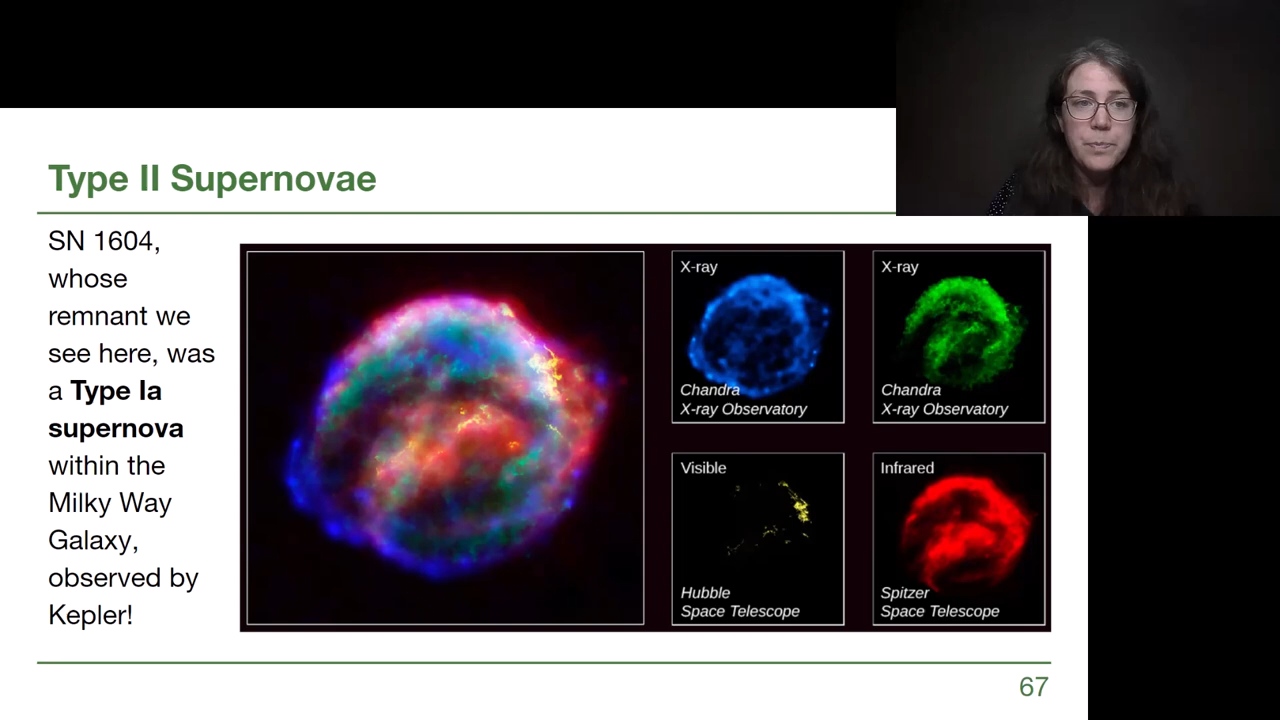 Type II Supernovae
SN 1604,
whose
remnant we
see here, was
a Type Ia
supernova
within the
Milky Way
Galaxy,
observed by
Kepler!
X-ray
Chandra
X-ray Observatory
X-ray
Chandra
X-ray Observatory
Visible
Hubble
Space Telescope
Infrared
Spitzer
Space Telescope
67